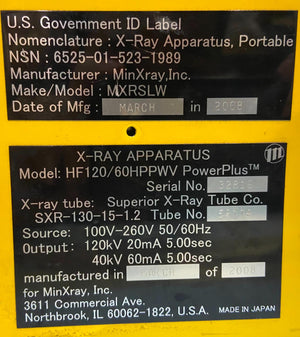 U.S. Government ID Label
Nomenclature : X-Ray Apparatus, Portable
NSN : 6525-01-523-1989
Manufacturer : MinXray,Inc.
Make/Model : MXRSLW
Date of Mfg : MARCH in 2008
X-RAY APPARATUS
Model: HF120/60HPPWV PowerPlus™
Serial No.
X-ray tube: Superior X-Ray Tube Co.
SXR-130-15-1.2 Tube No.
Source: 100V-260V 50/60Hz
Output: 120kV 20mA 5.00sec
40kV 60mA 5.00sec
manufactured in MARCH of 2008
for MinXray, Inc.
3611 Commercial Ave.
Northbrook, IL 60062-1822, U.S.A. MADE IN JAPAN